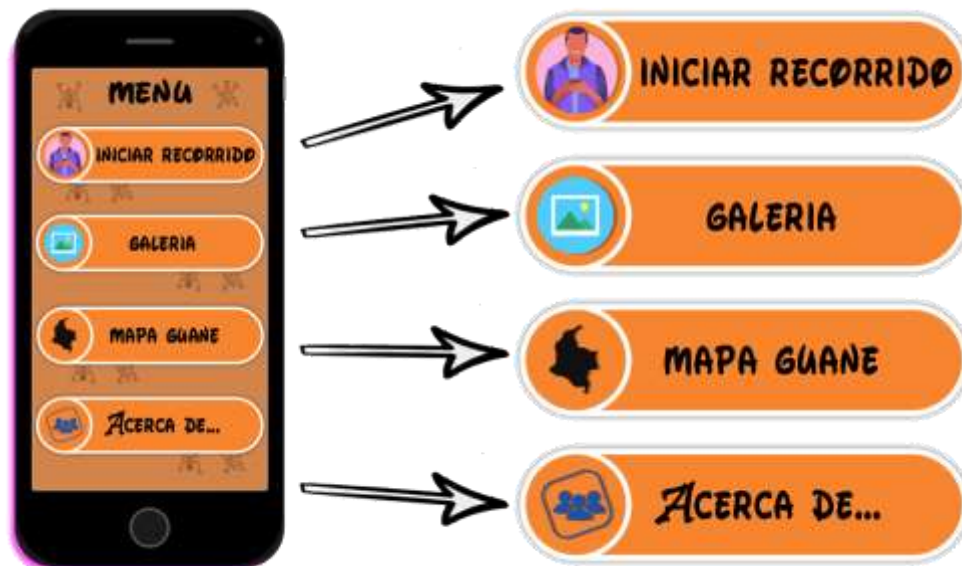 MENU
INICIAR RECORRIDO
GALERIA
MAPA GUANE
ACERCA DE...
INICIAR RECORRIDO
GALERIA
MAPA GUANE
ACERCA DE...